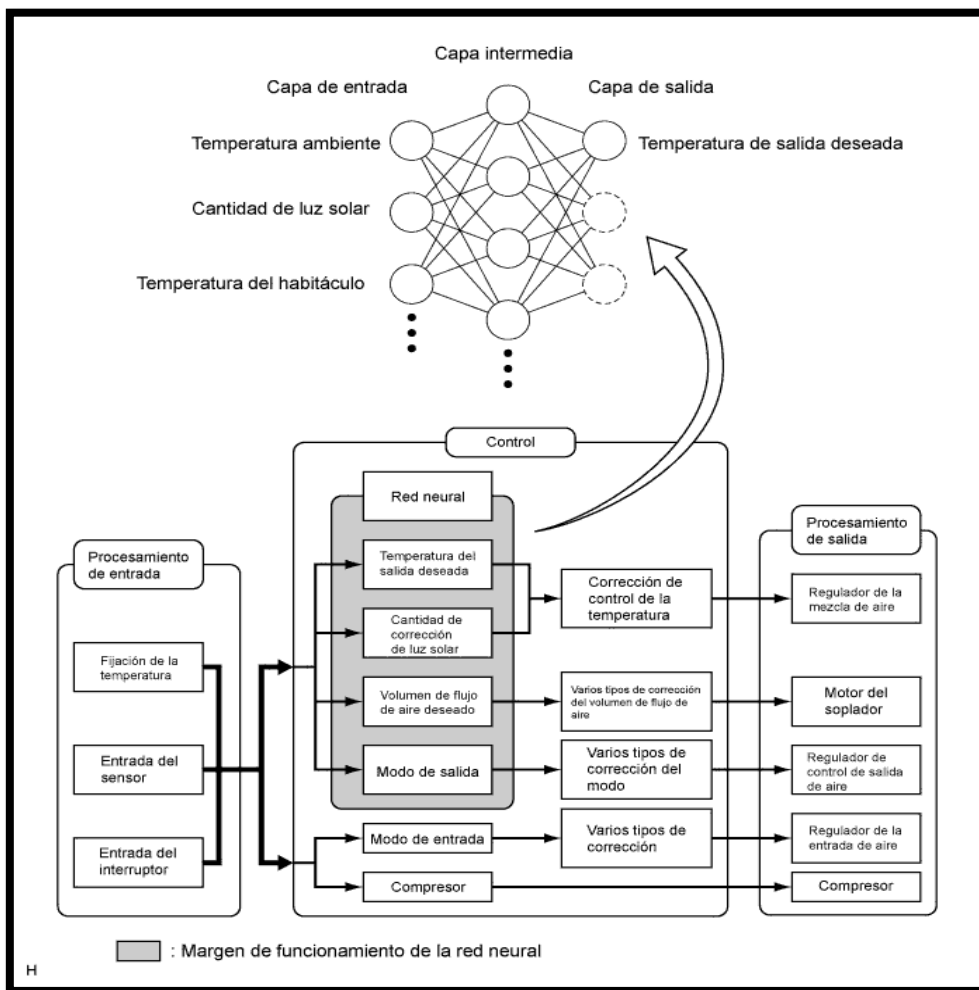 Capa intermedia
Capa de entrada
Capa de salida
Temperatura ambiente
Temperatura de salida deseada
Cantidad de luz solar
Temperatura del habitáculo
Control
Red neural
Procesamiento
de entrada
Procesamiento
de salida
Temperatura del
salida deseada
Corrección de
control de la
temperatura
Regulador de la
mezcla de aire
Cantidad de
corrección
de luz solar
Fijación de la
temperatura
Volumen de flujo
de aire deseado
Varios tipos de corrección
del volumen de flujo de
aire
Motor del
soplador
Entrada del
sensor
Modo de salida
Varios tipos de
corrección del
modo
Regulador de
control de salida
de aire
Entrada del
interruptor
Modo de entrada
Varios tipos de
corrección
Regulador de la
entrada de aire
Compresor
Compresor
: Margen de funcionamiento de la red neural
H